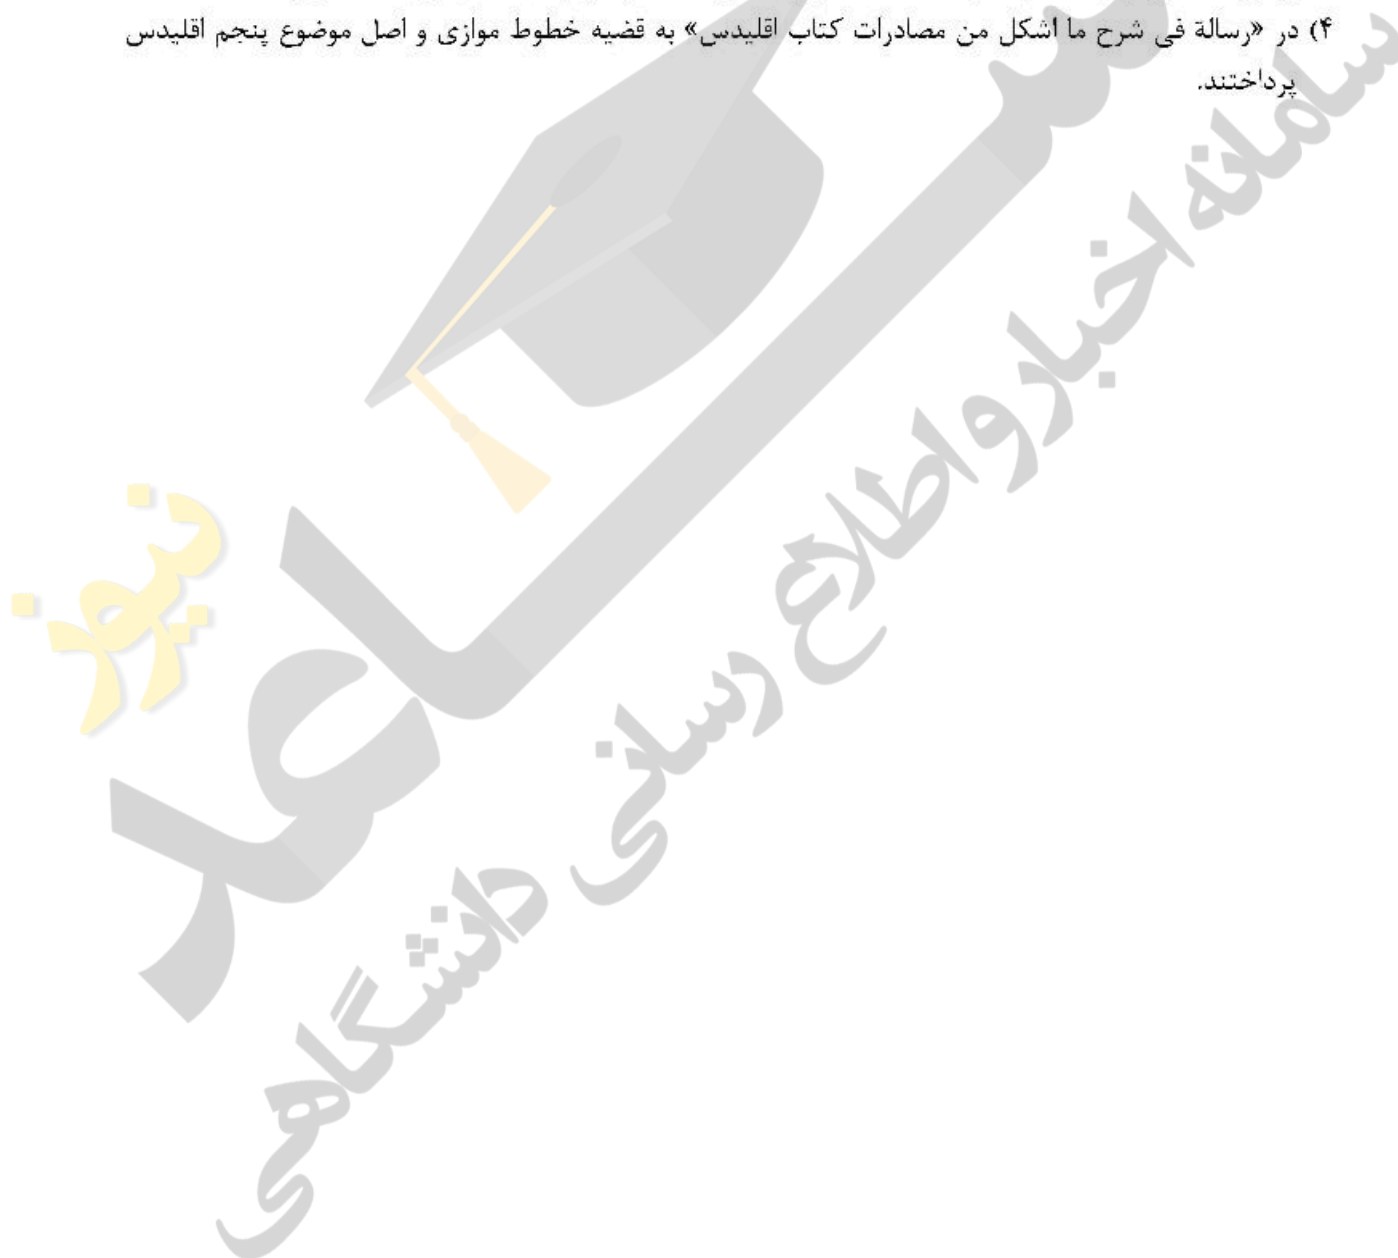 ۴) در «رسالة فی شرح ما اشکل من مصادرات کتاب اقلیدس» به قضیه خطوط موازی و اصل موضوع پنجم اقلیدس
پرداختند.
ساعد
نیوز
سامانه اخبار و اطلاع رسانی دانشگاهی